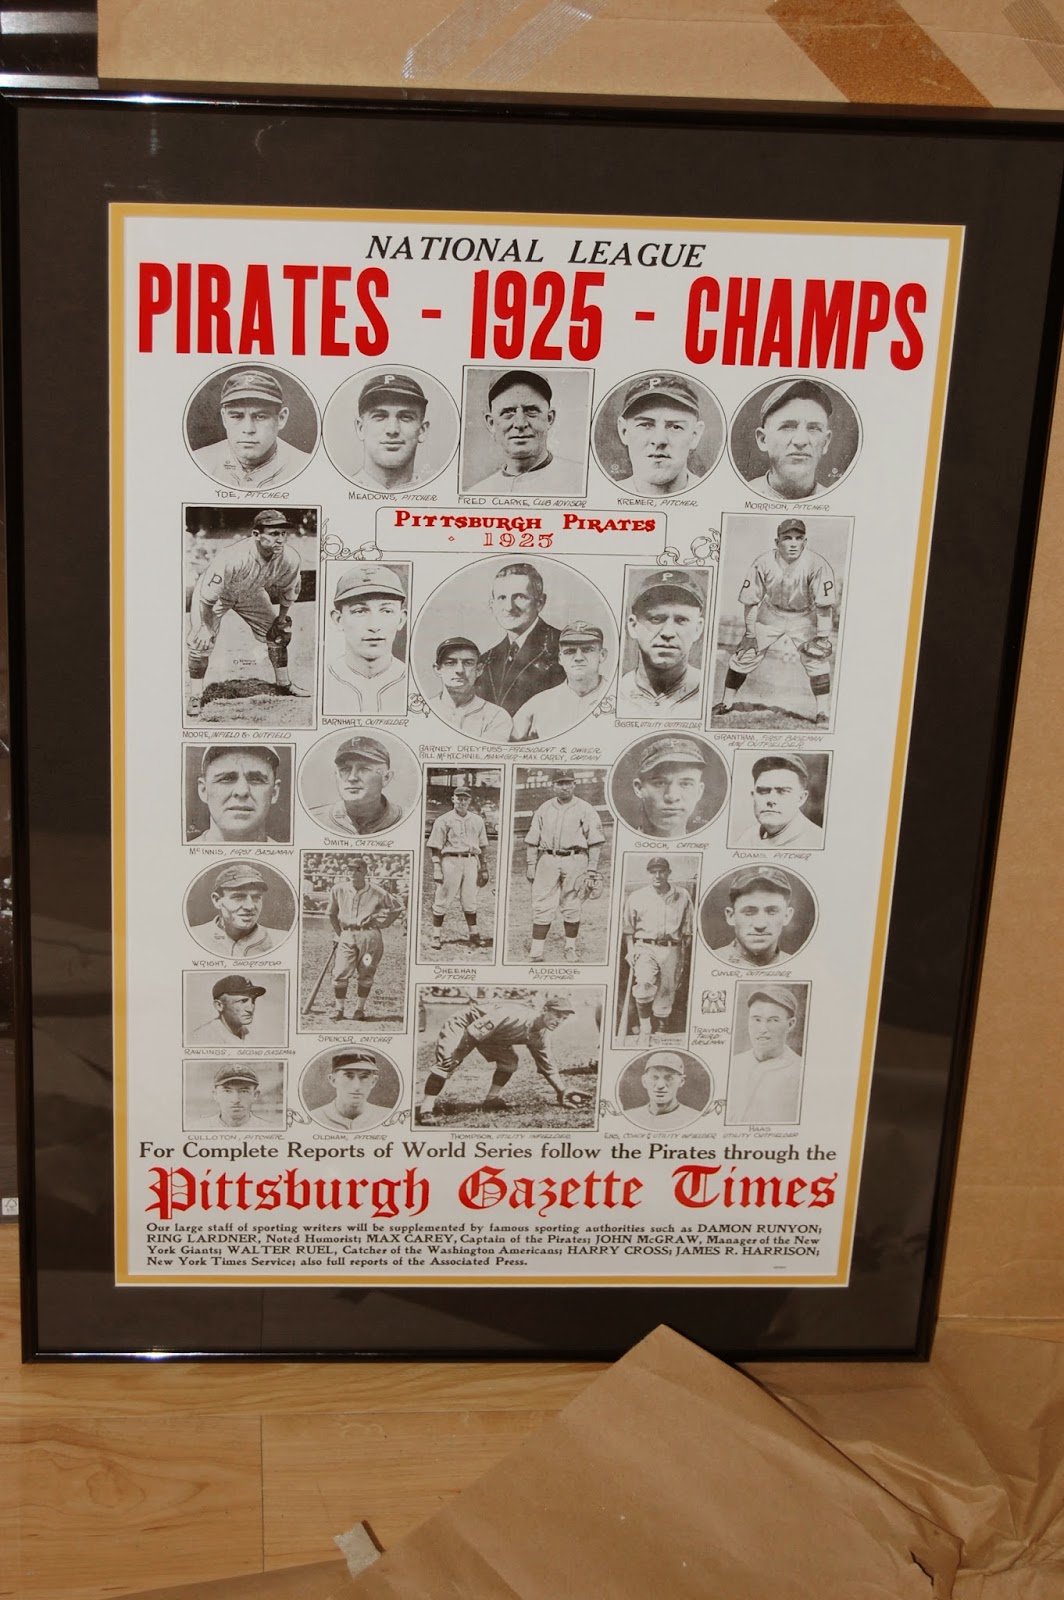 NATIONAL LEAGUE
PIRATES - 1925 - CHAMPS
YDE, PITCHER
MEADOWS, PITCHER
FRED CLARKE, CLUB ADVISOR
KREMER, PITCHER
MORRISON, PITCHER
PITTSBURGH PIRATES
1925
MOORE, INFIELD & OUTFIELD
BARNHART, OUTFIELDER
BARNEY DREYFUSS - PRESIDENT & OWNER
BILL McKECHNIE, MANAGER - MAX CAREY, CAPTAIN
UTILITY OUTFIELDER
GRANTHAM, FIRST BASEMAN
AND OUTFIELDER
McINNIS, FIRST BASEMAN
SMITH, CATCHER
GOOCH, CATCHER
ADAMS, PITCHER
WRIGHT, SHORTSTOP
SHEEHAN
PITCHER
ALDRIDGE
PITCHER
CUYLER, OUTFIELDER
RAWLINGS, SECOND BASEMAN
SPENCER, CATCHER
TRAYNOR,
THIRD
BASEMAN
CULLOTON, PITCHER
OLDHAM, PITCHER
THOMPSON, UTILITY INFIELDER
ENS, COACH & UTILITY INFIELDER
HAAS
UTILITY OUTFIELDER
For Complete Reports of World Series follow the Pirates through the
Pittsburgh Gazette Times
Our large staff of sporting writers will be supplemented by famous sporting authorities such as DAMON RUNYON;
RING LARDNER, Noted Humorist; MAX CAREY, Captain of the Pirates; JOHN McGRAW, Manager of the New
York Giants; WALTER RUEL, Catcher of the Washington Americans; HARRY CROSS; JAMES R. HARRISON;
New York Times Service; also full reports of the Associated Press.